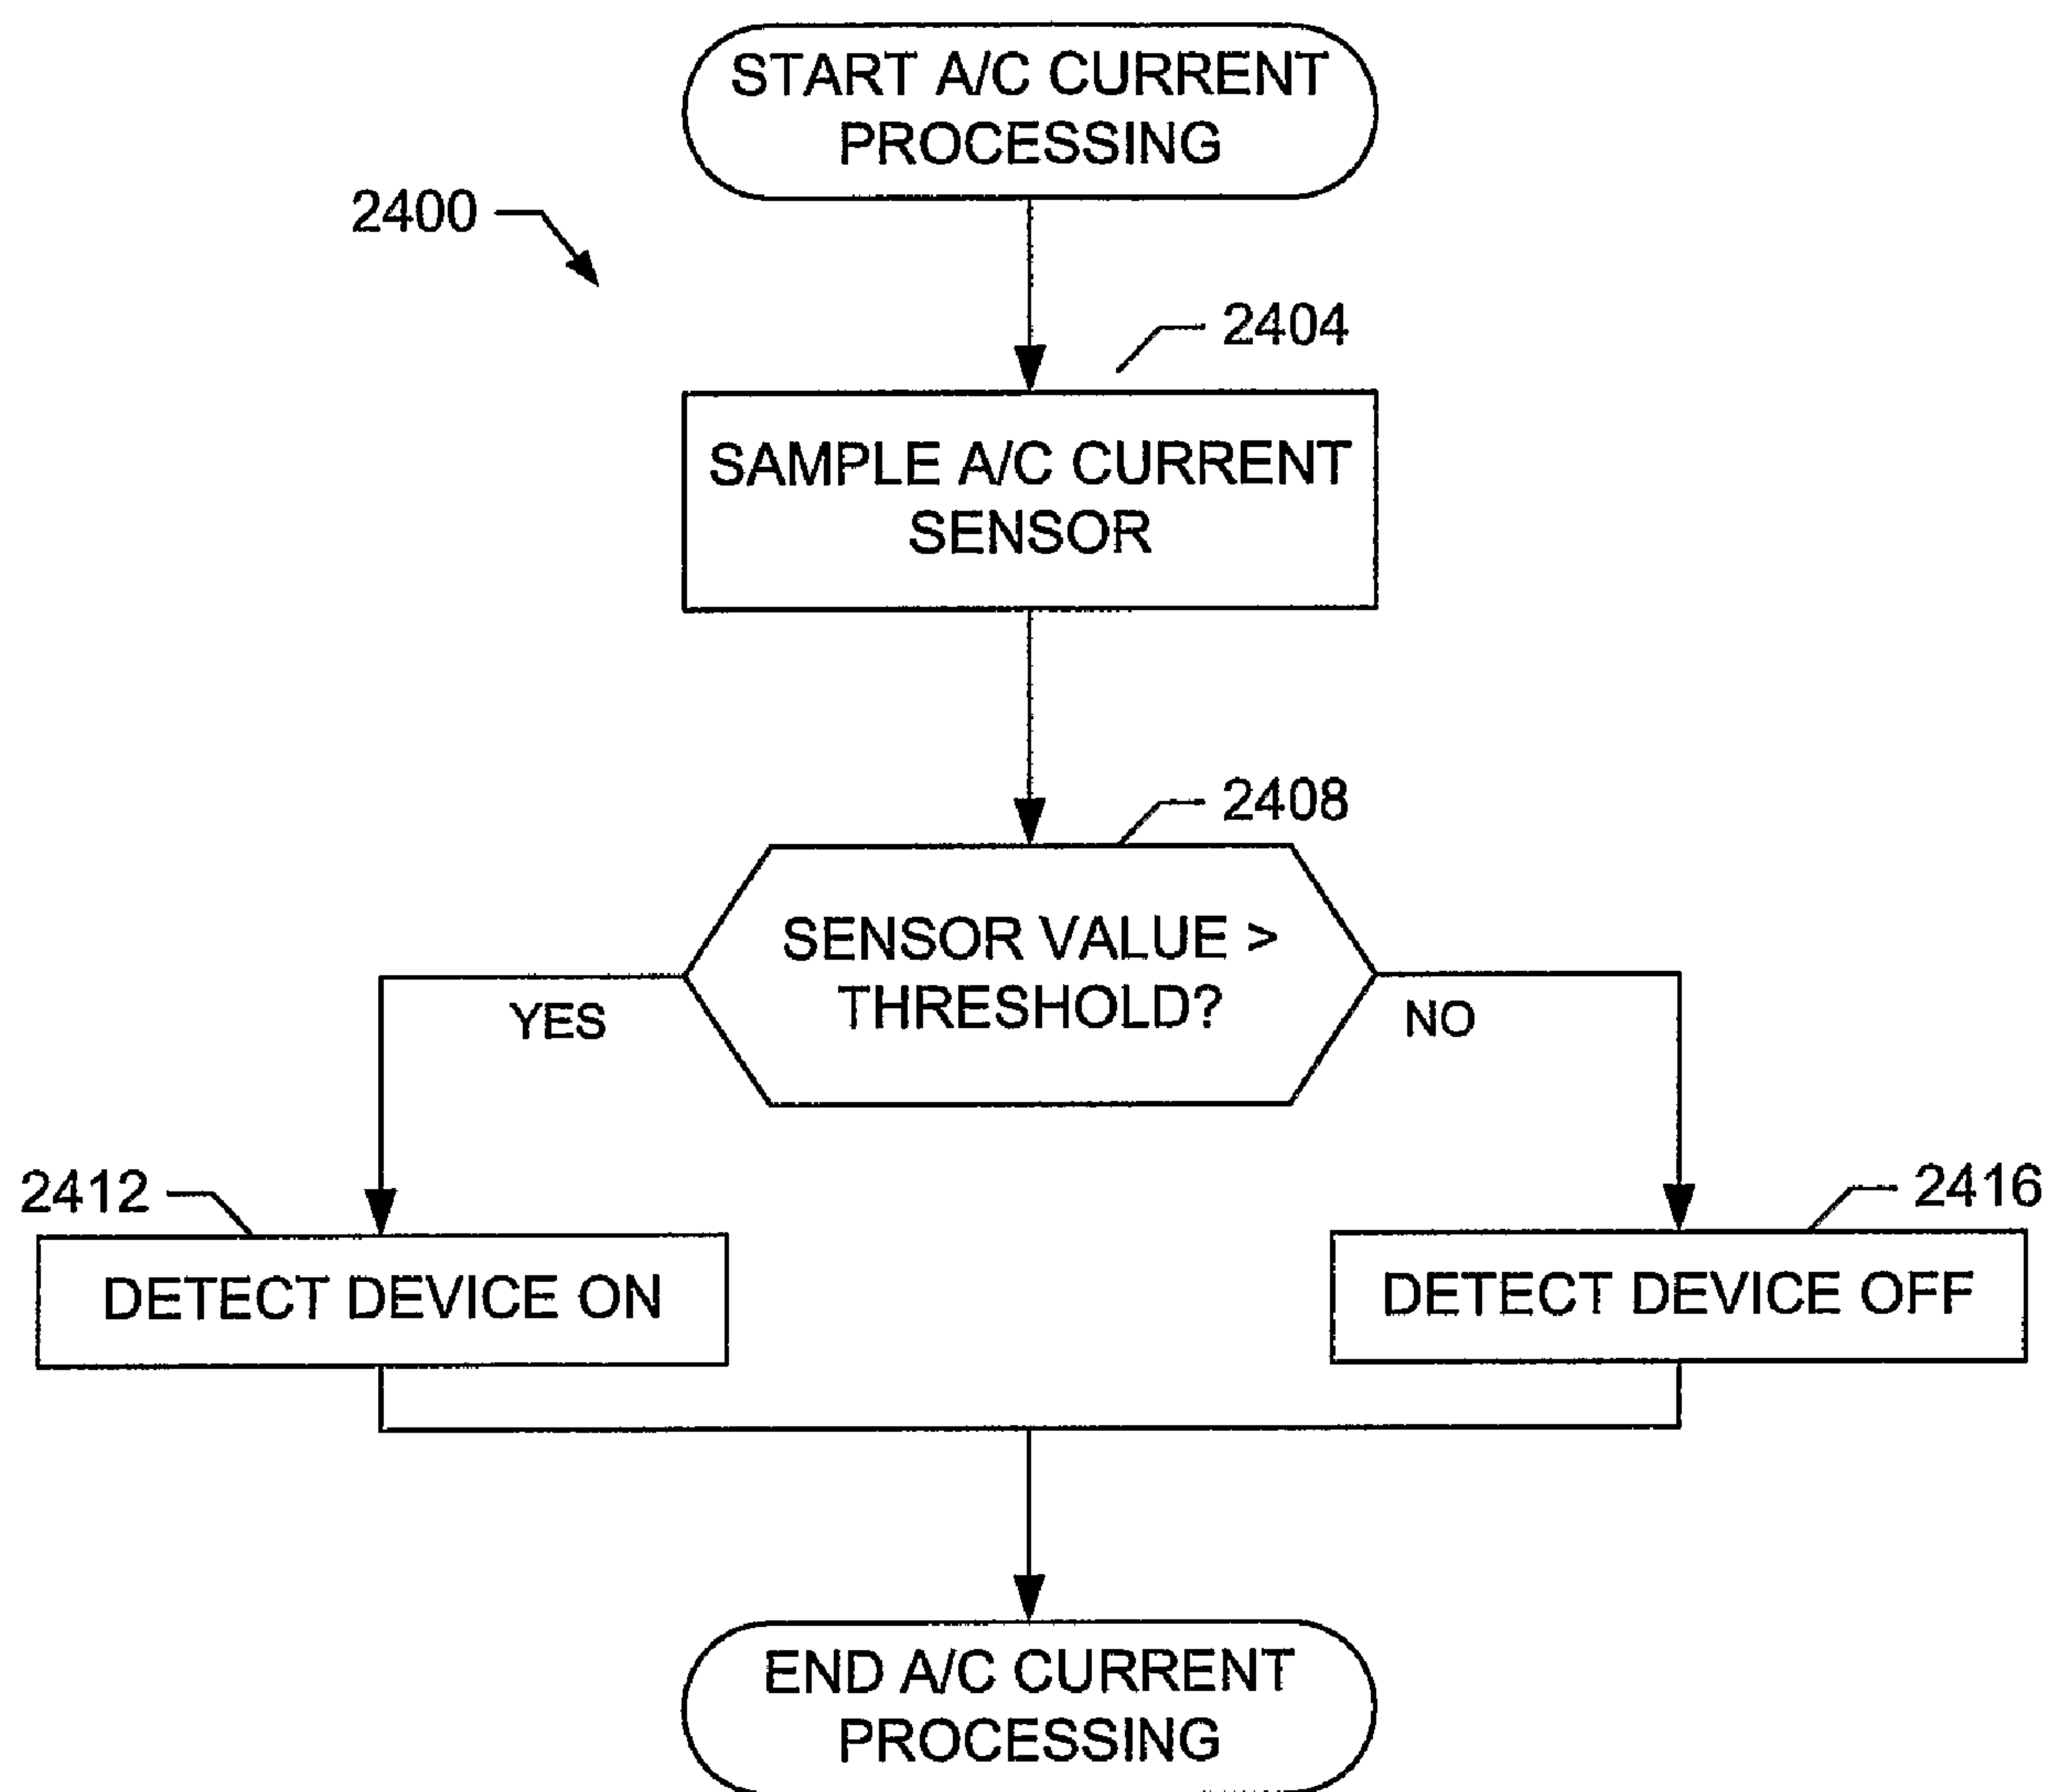 START A/C CURRENT
PROCESSING
2400
2404
SAMPLE A/C CURRENT
SENSOR
2408
SENSOR VALUE >
THRESHOLD?
YES
NO
2412
2416
DETECT DEVICE ON
DETECT DEVICE OFF
END A/C CURRENT
PROCESSING